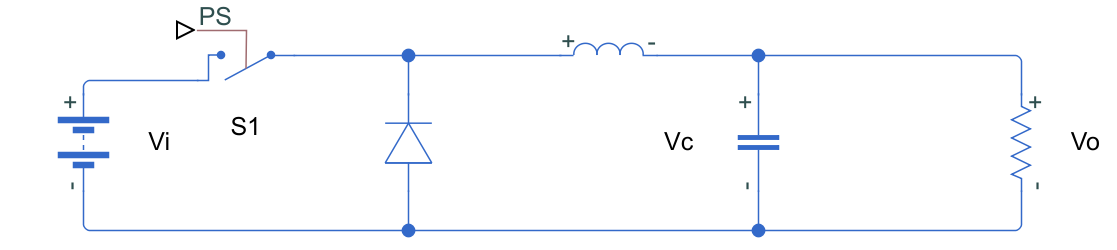 PS
+ -
+ + +
S1
Vi Vc Vo
- - -